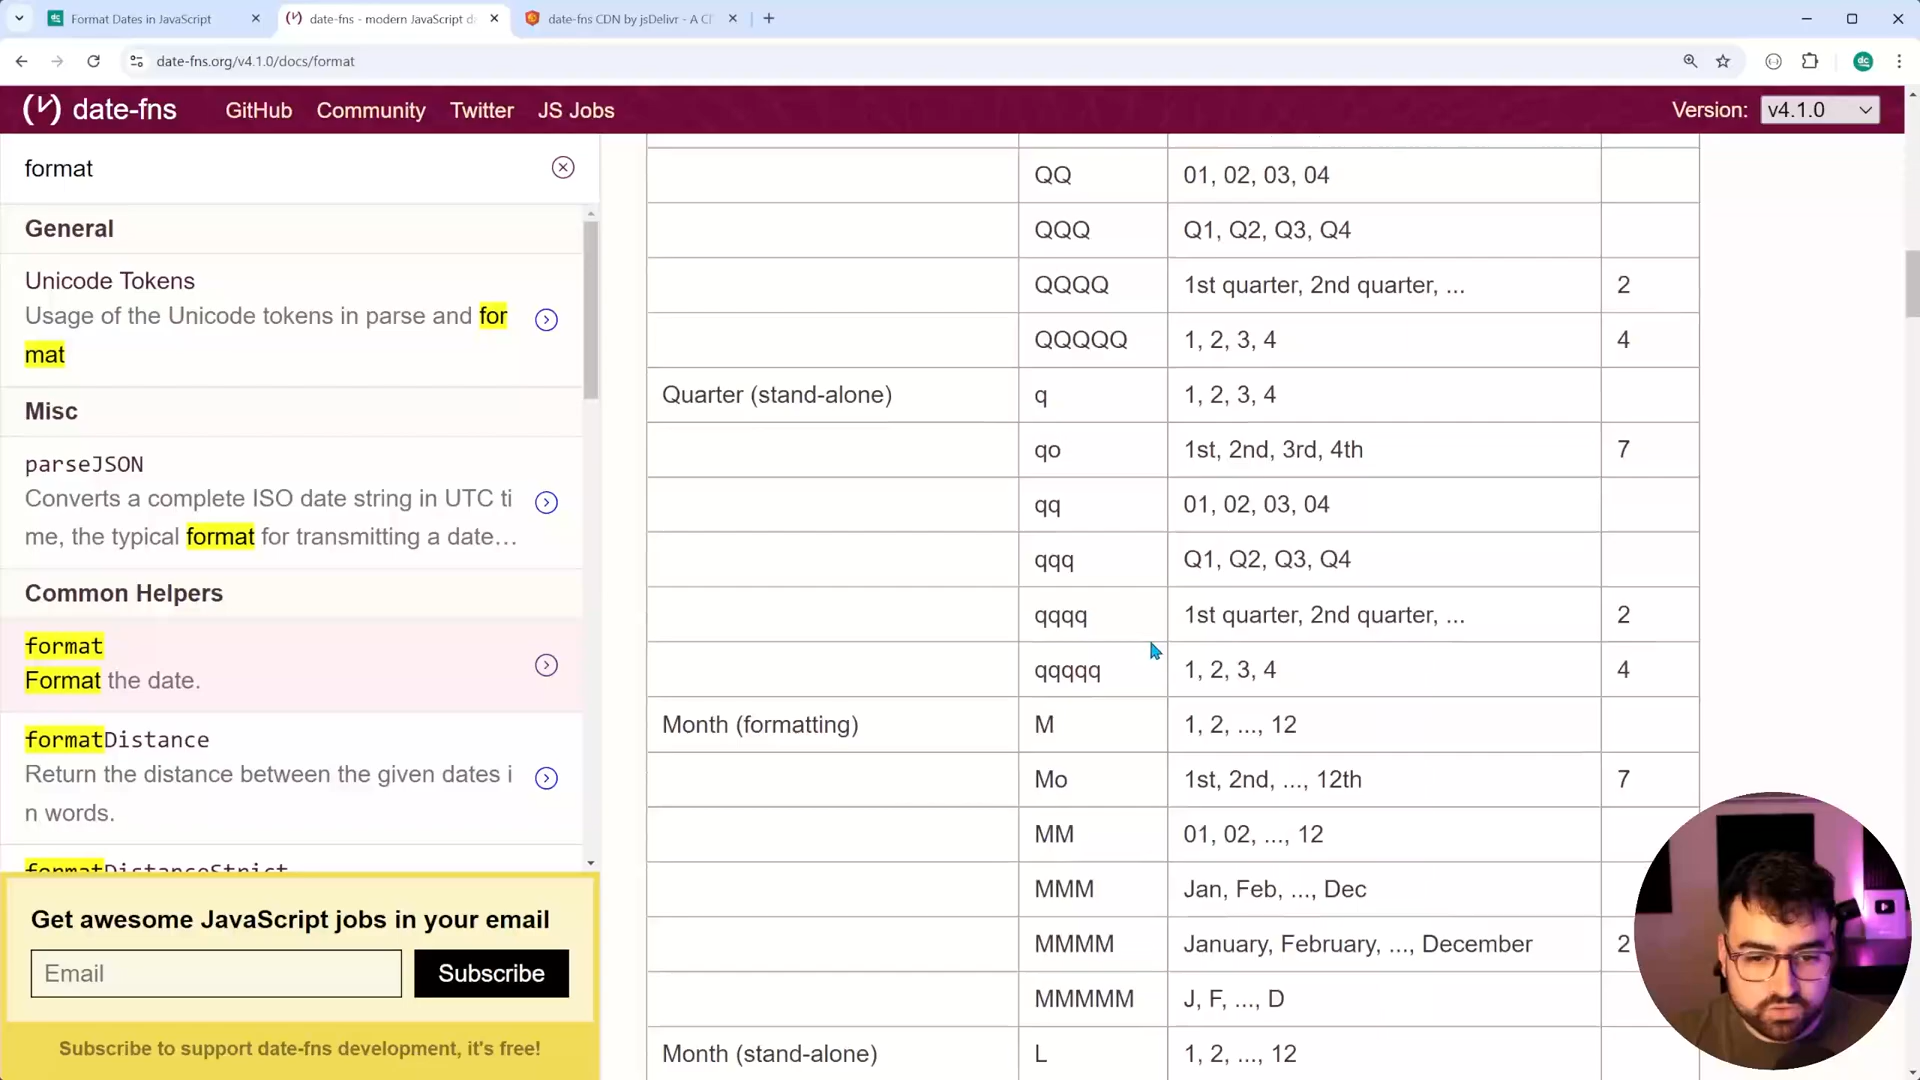 Format Dates in JavaScript
date-fns - modern JavaScript d
date-fns CDN by jsDelivr - A C
date-fns.org/v4.1.0/docs/format
date-fns
GitHub
Community
Twitter
JS Jobs
Version:
v4.1.0
format
General
Unicode Tokens
Usage of the Unicode tokens in parse and for
mat
Misc
parseJSON
Converts a complete ISO date string in UTC ti
me, the typical format for transmitting a date…
Common Helpers
format
Format the date.
formatDistance
Return the distance between the given dates i
n words.
formatDistanceStrict
Get awesome JavaScript jobs in your email
Email
Subscribe
Subscribe to support date-fns development, it's free!
QQ 01, 02, 03, 04
QQQ Q1, Q2, Q3, Q4
QQQQ 1st quarter, 2nd quarter, ... 2
QQQQQ 1, 2, 3, 4 4
Quarter (stand-alone) q 1, 2, 3, 4
qo 1st, 2nd, 3rd, 4th 7
qq 01, 02, 03, 04
qqq Q1, Q2, Q3, Q4
qqqq 1st quarter, 2nd quarter, ... 2
qqqqq 1, 2, 3, 4 4
Month (formatting) M 1, 2, ..., 12
Mo 1st, 2nd, ..., 12th 7
MM 01, 02, ..., 12
MMM Jan, Feb, ..., Dec
MMMM January, February, ..., December 2
MMMMM J, F, ..., D
Month (stand-alone) L 1, 2, ..., 12